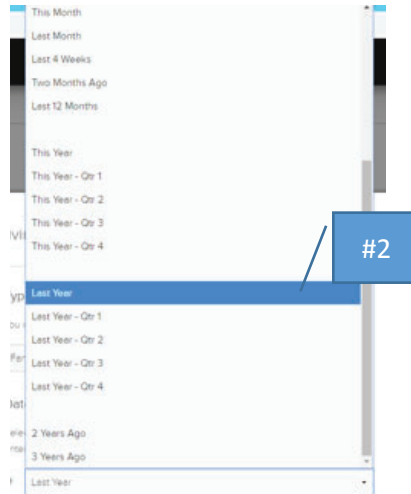 This Month
Last Month
Last 4 Weeks
Two Months Ago
Last 12 Months
This Year
This Year - Qtr 1
This Year - Qtr 2
This Year - Qtr 3
This Year - Qtr 4
#2
Last Year
Last Year - Qtr 1
Last Year - Qtr 2
Last Year - Qtr 3
Last Year - Qtr 4
2 Years Ago
3 Years Ago
Last Year